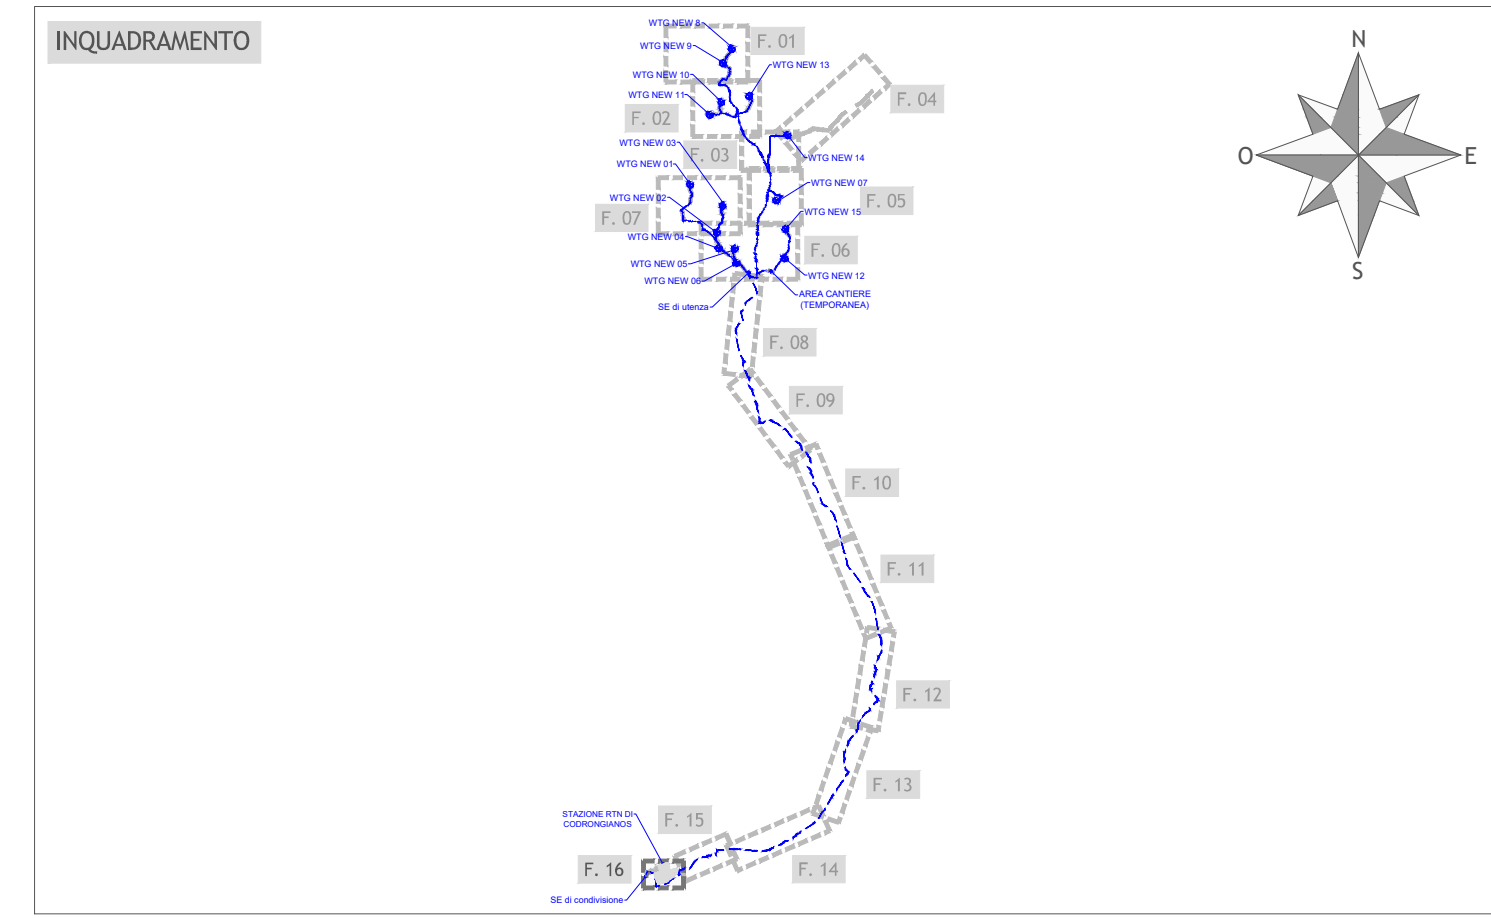 INQUADRAMENTO
WTG NEW 8
F. 01
WTG NEW 9
WTG NEW 10
WTG NEW 13
WTG NEW 11
F. 02
F. 04
WTG NEW 03
F. 03
WTG NEW 14
WTG NEW 01
WTG NEW 07
WTG NEW 02
F. 05
WTG NEW 15
F. 07
WTG NEW 04
F. 06
WTG NEW 05
WTG NEW 06
WTG NEW 12
SE di utenza
AREA CANTIERE
(TEMPORANEA)
F. 08
F. 09
F. 10
F. 11
F. 12
F. 13
STAZIONE RTN DI
CODRONGIANOS
F. 15
F. 16
F. 14
SE di condivisione
N
O
E
S